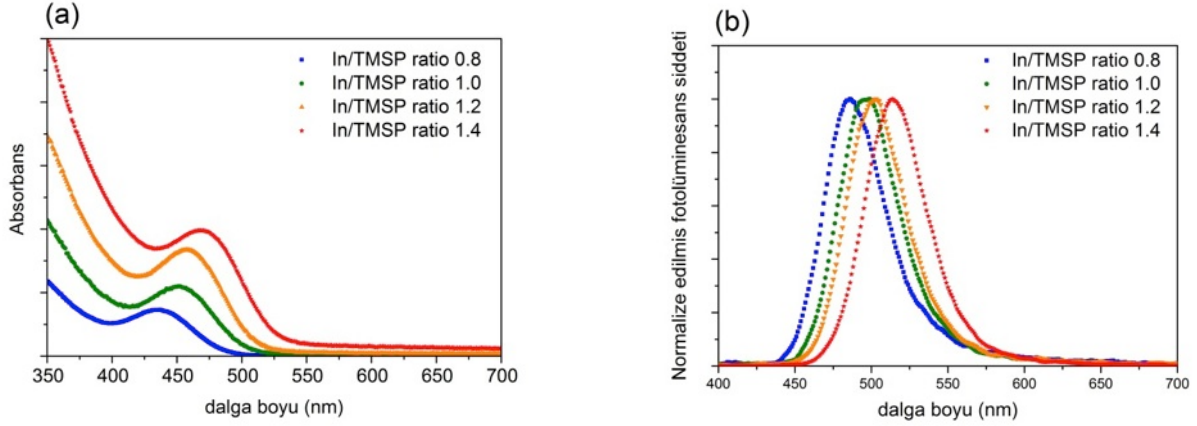 (a)
In/TMSP ratio 0.8
In/TMSP ratio 1.0
In/TMSP ratio 1.2
In/TMSP ratio 1.4
Absorbans
350 400 450 500 550 600 650 700
dalga boyu (nm)
(b)
In/TMSP ratio 0.8
In/TMSP ratio 1.0
In/TMSP ratio 1.2
In/TMSP ratio 1.4
Normalize edilmis fotolüminesans siddeti
400 450 500 550 600 650 700
dalga boyu (nm)